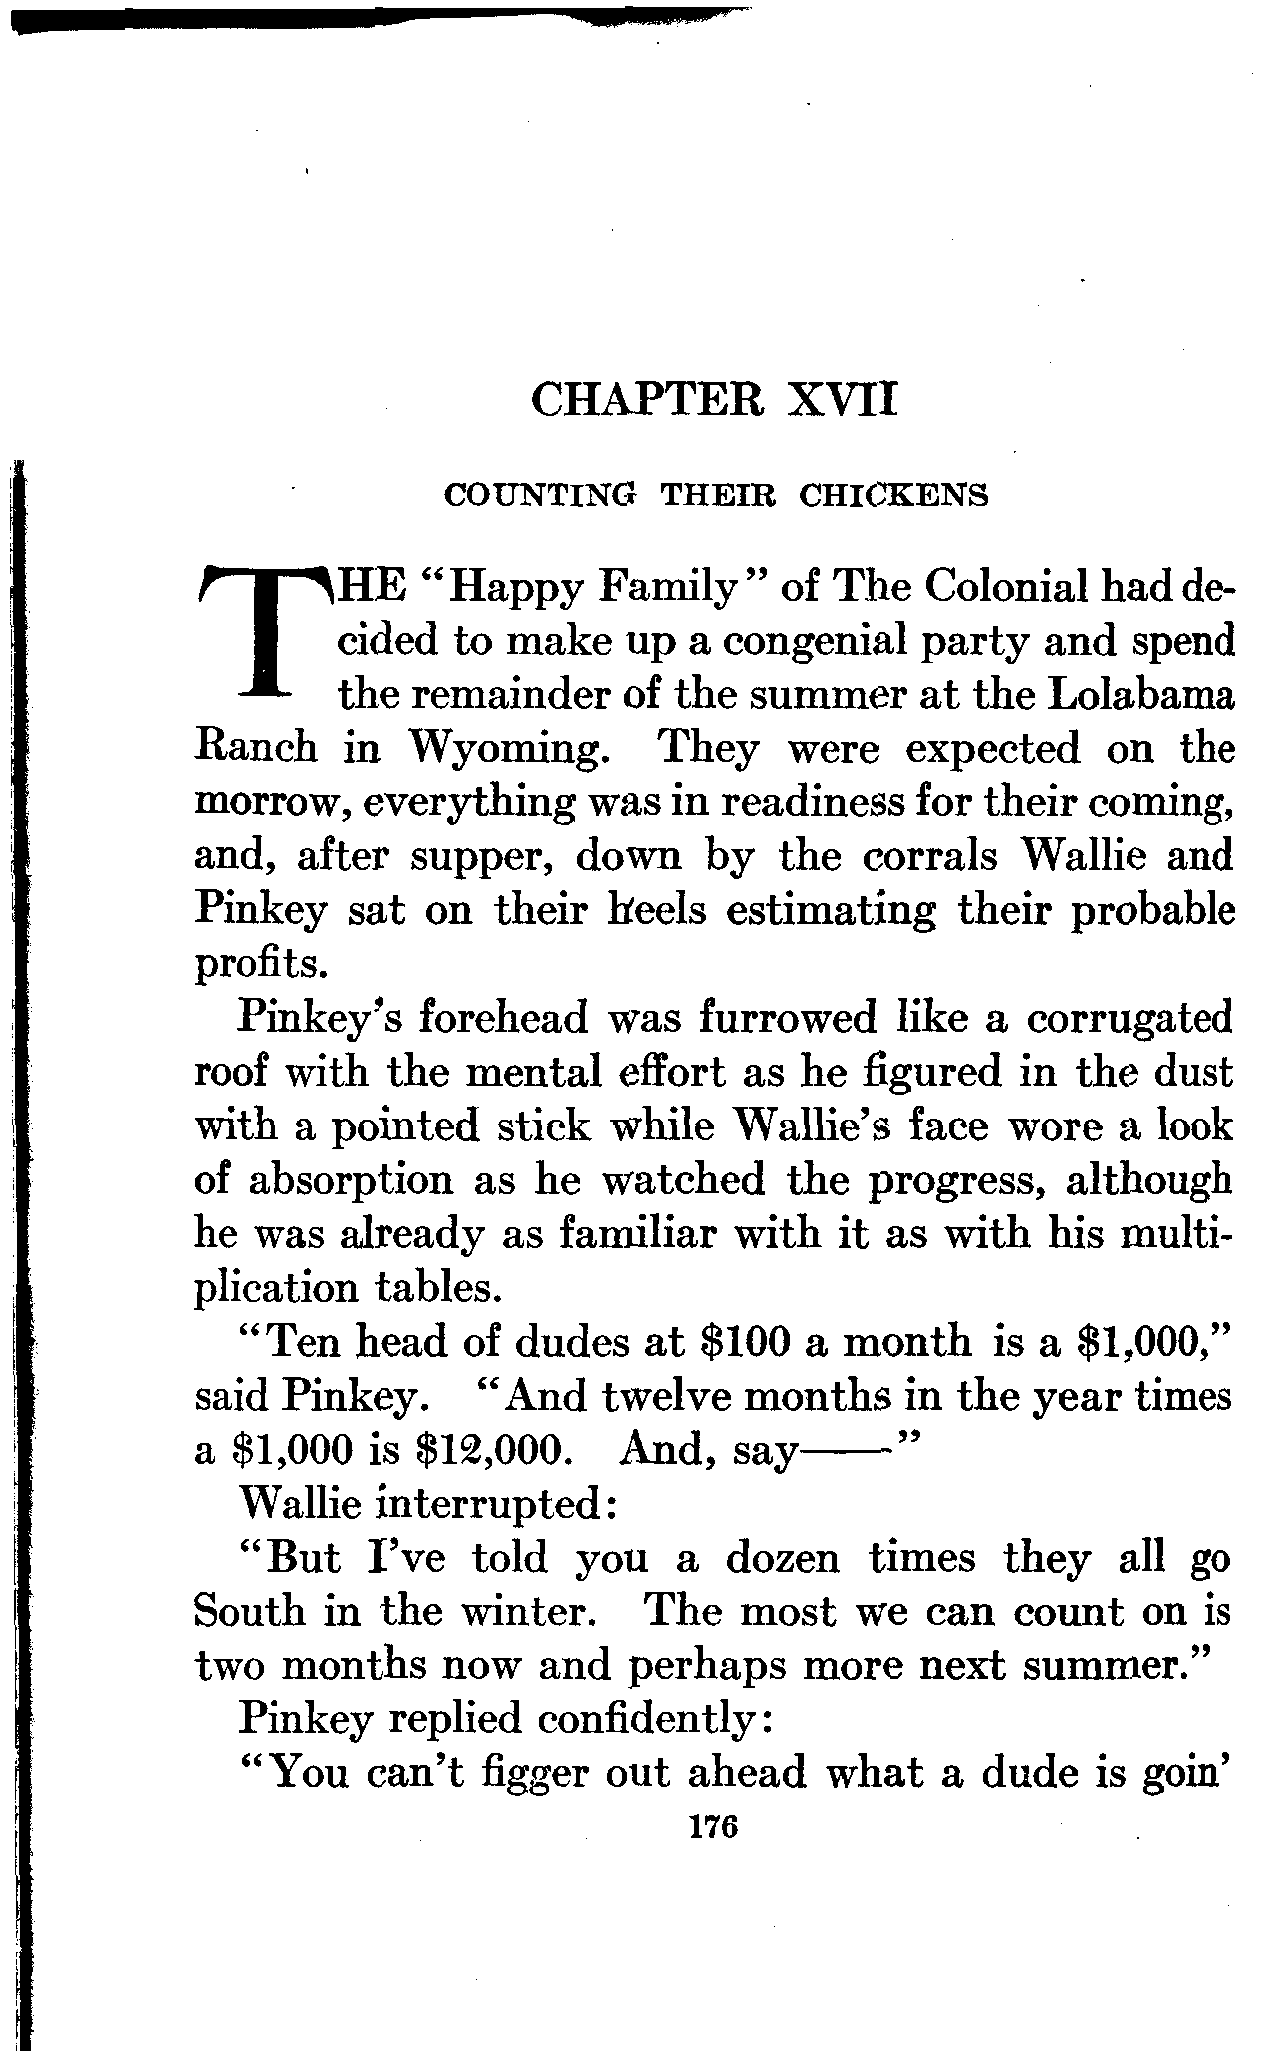 CHAPTER XVII
COUNTING THEIR CHICKENS
THE “Happy Family” of The Colonial had de-
cided to make up a congenial party and spend
the remainder of the summer at the Lolabama
Ranch in Wyoming. They were expected on the
morrow, everything was in readiness for their coming,
and, after supper, down by the corrals Wallie and
Pinkey sat on their heels estimating their probable
profits.
Pinkey’s forehead was furrowed like a corrugated
roof with the mental effort as he figured in the dust
with a pointed stick while Wallie’s face wore a look
of absorption as he watched the progress, although
he was already as familiar with it as with his multi-
plication tables.
“Ten head of dudes at $100 a month is a $1,000,”
said Pinkey. “And twelve months in the year times
a $1,000 is $12,000. And, say——”
Wallie interrupted:
“But I’ve told you a dozen times they all go
South in the winter. The most we can count on is
two months now and perhaps more next summer.”
Pinkey replied confidently:
“You can’t figger out ahead what a dude is goin’
176